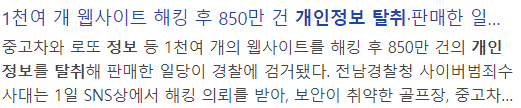 1천여 개 웹사이트 해킹 후 850만 건 개인정보 탈취·판매한 일...
중고차와 로또 정보 등 1천여 개의 웹사이트를 해킹 후 850만 건의 개인
정보를 탈취해 판매한 일당이 경찰에 검거됐다. 전남경찰청 사이버범죄수
사대는 1일 SNS상에서 해킹 의뢰를 받아, 보안이 취약한 골프장, 중고차...